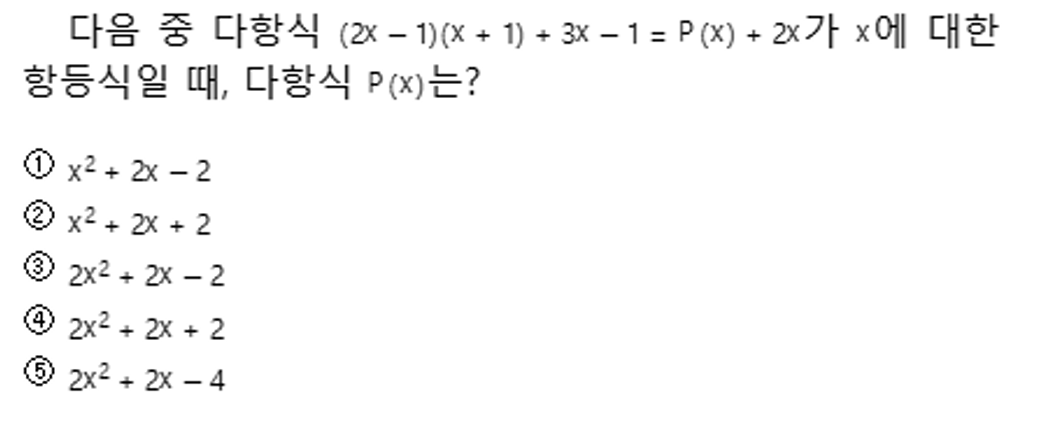 다음 중 다항식 (2x – 1)(x + 1) + 3x – 1 = P(x) + 2x가 x에 대한
항등식일 때, 다항식 P(x)는?
① x² + 2x – 2
② x² + 2x + 2
③ 2x² + 2x – 2
④ 2x² + 2x + 2
⑤ 2x² + 2x – 4